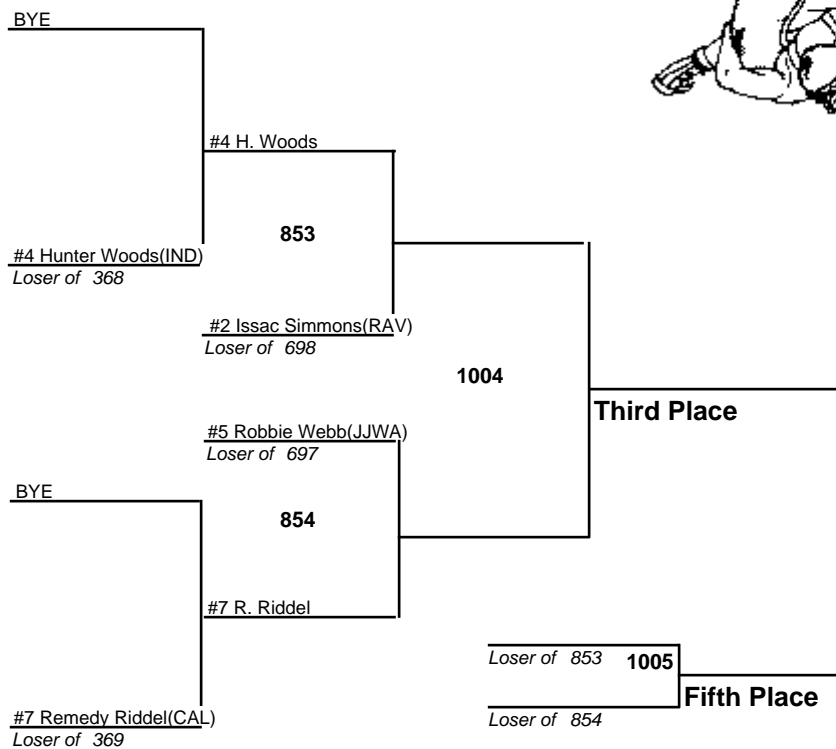 BYE
#4 H. Woods
853
#4 Hunter Woods(IND)
Loser of 368
#2 Issac Simmons(RAV)
Loser of 698
1004
Third Place
#5 Robbie Webb(JJWA)
Loser of 697
BYE
854
#7 R. Riddel
Loser of 853 1005
Fifth Place
#7 Remedy Riddel(CAL)
Loser of 854
Loser of 369